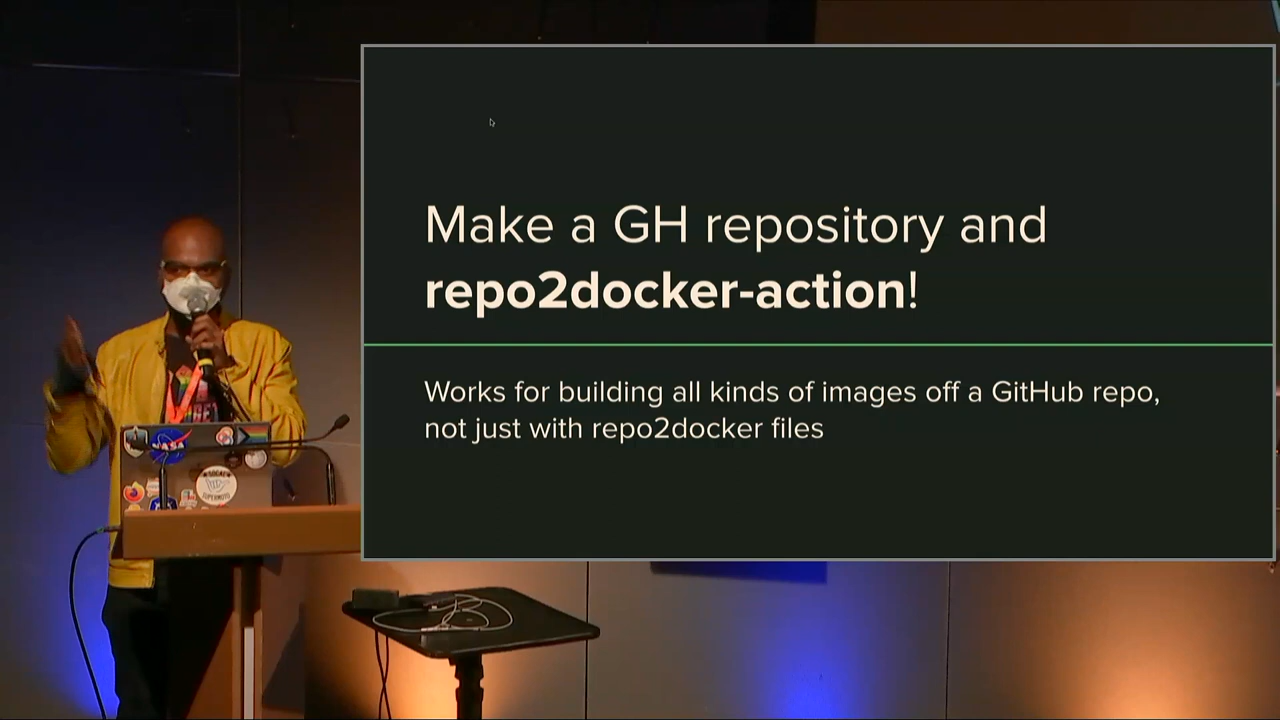 Make a GH repository and
repo2docker-action!
Works for building all kinds of images off a GitHub repo,
not just with repo2docker files
NASA
SUPERMOTO